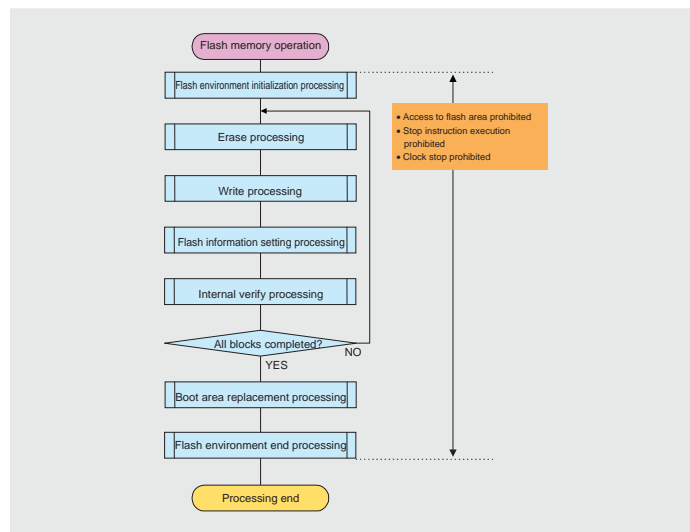 Flash memory operation
Flash environment initialization processing
• Access to flash area prohibited
• Stop instruction execution
prohibited
• Clock stop prohibited
Erase processing
Write processing
Flash information setting processing
Internal verify processing
All blocks completed?
NO
YES
Boot area replacement processing
Flash environment end processing
Processing end